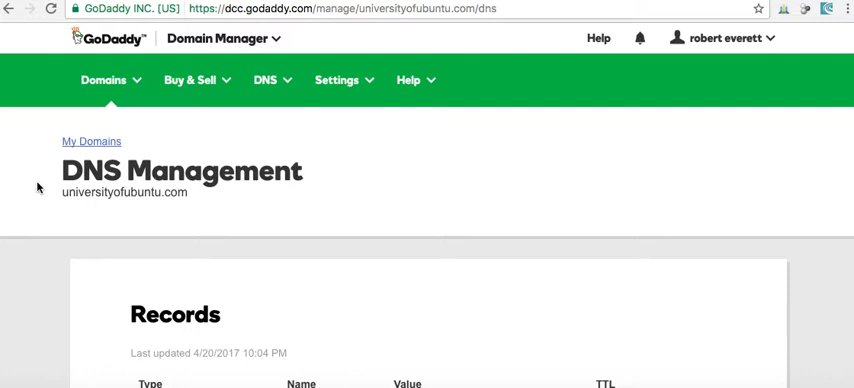 GoDaddy INC. [US] https://dcc.godaddy.com/manage/universityofubuntu.com/dns
GoDaddy™ Domain Manager Help robert everett
Domains Buy & Sell DNS Settings Help
My Domains
DNS Management
universityofubuntu.com
Records
Last updated 4/20/2017 10:04 PM
Type Name Value TTL